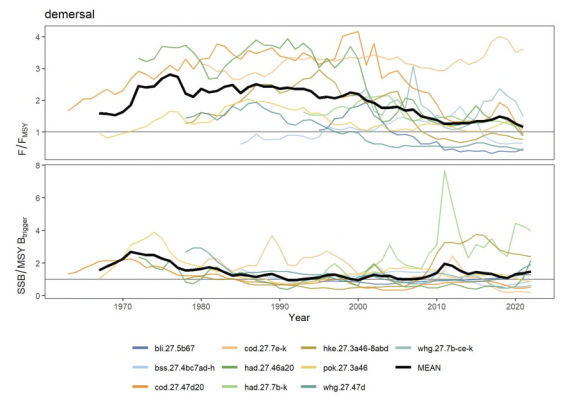 demersal
F/FMSY
4
3
2
1
SSB/MSY Btrigger
8
6
4
2
0
1970 1980 1990 2000 2010 2020
Year
bli.27.5b67 cod.27.7e-k hke.27.3a46-8abd whg.27.7b-ce-k
bss.27.4bc7ad-h had.27.46a20 pok.27.3a46 MEAN
cod.27.47d20 had.27.7b-k whg.27.47d